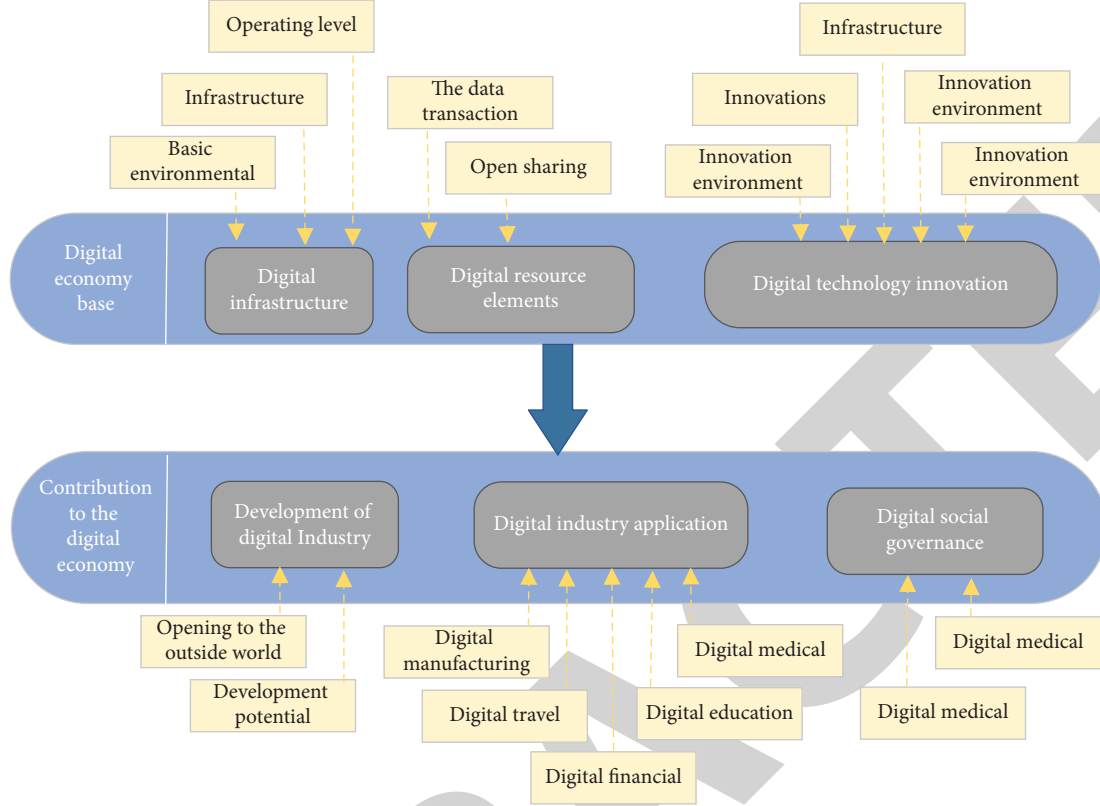 Operating level
Infrastructure
Basic
environmental
The data
transaction
Open sharing
Infrastructure
Innovations
Innovation
environment
Innovation
environment
Innovation
environment
Digital
economy
base
Digital
infrastructure
Digital resource
elements
Digital technology innovation
Contribution
to the
digital
economy
Development of
digital Industry
Digital industry application
Digital social
governance
Opening to the
outside world
Development
potential
Digital
manufacturing
Digital travel
Digital financial
Digital education
Digital medical
Digital medical
Digital medical